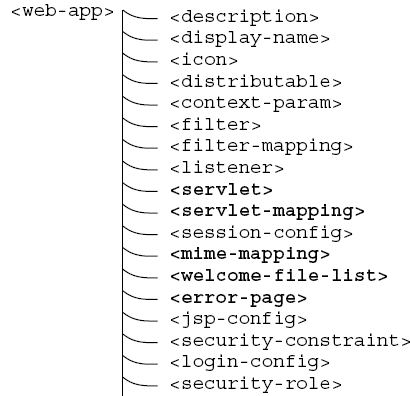 <web-app>
<description>
<display-name>
<icon>
<distributable>
<context-param>
<filter>
<filter-mapping>
<listener>
<servlet>
<servlet-mapping>
<session-config>
<mime-mapping>
<welcome-file-list>
<error-page>
<jsp-config>
<security-constraint>
<login-config>
<security-role>